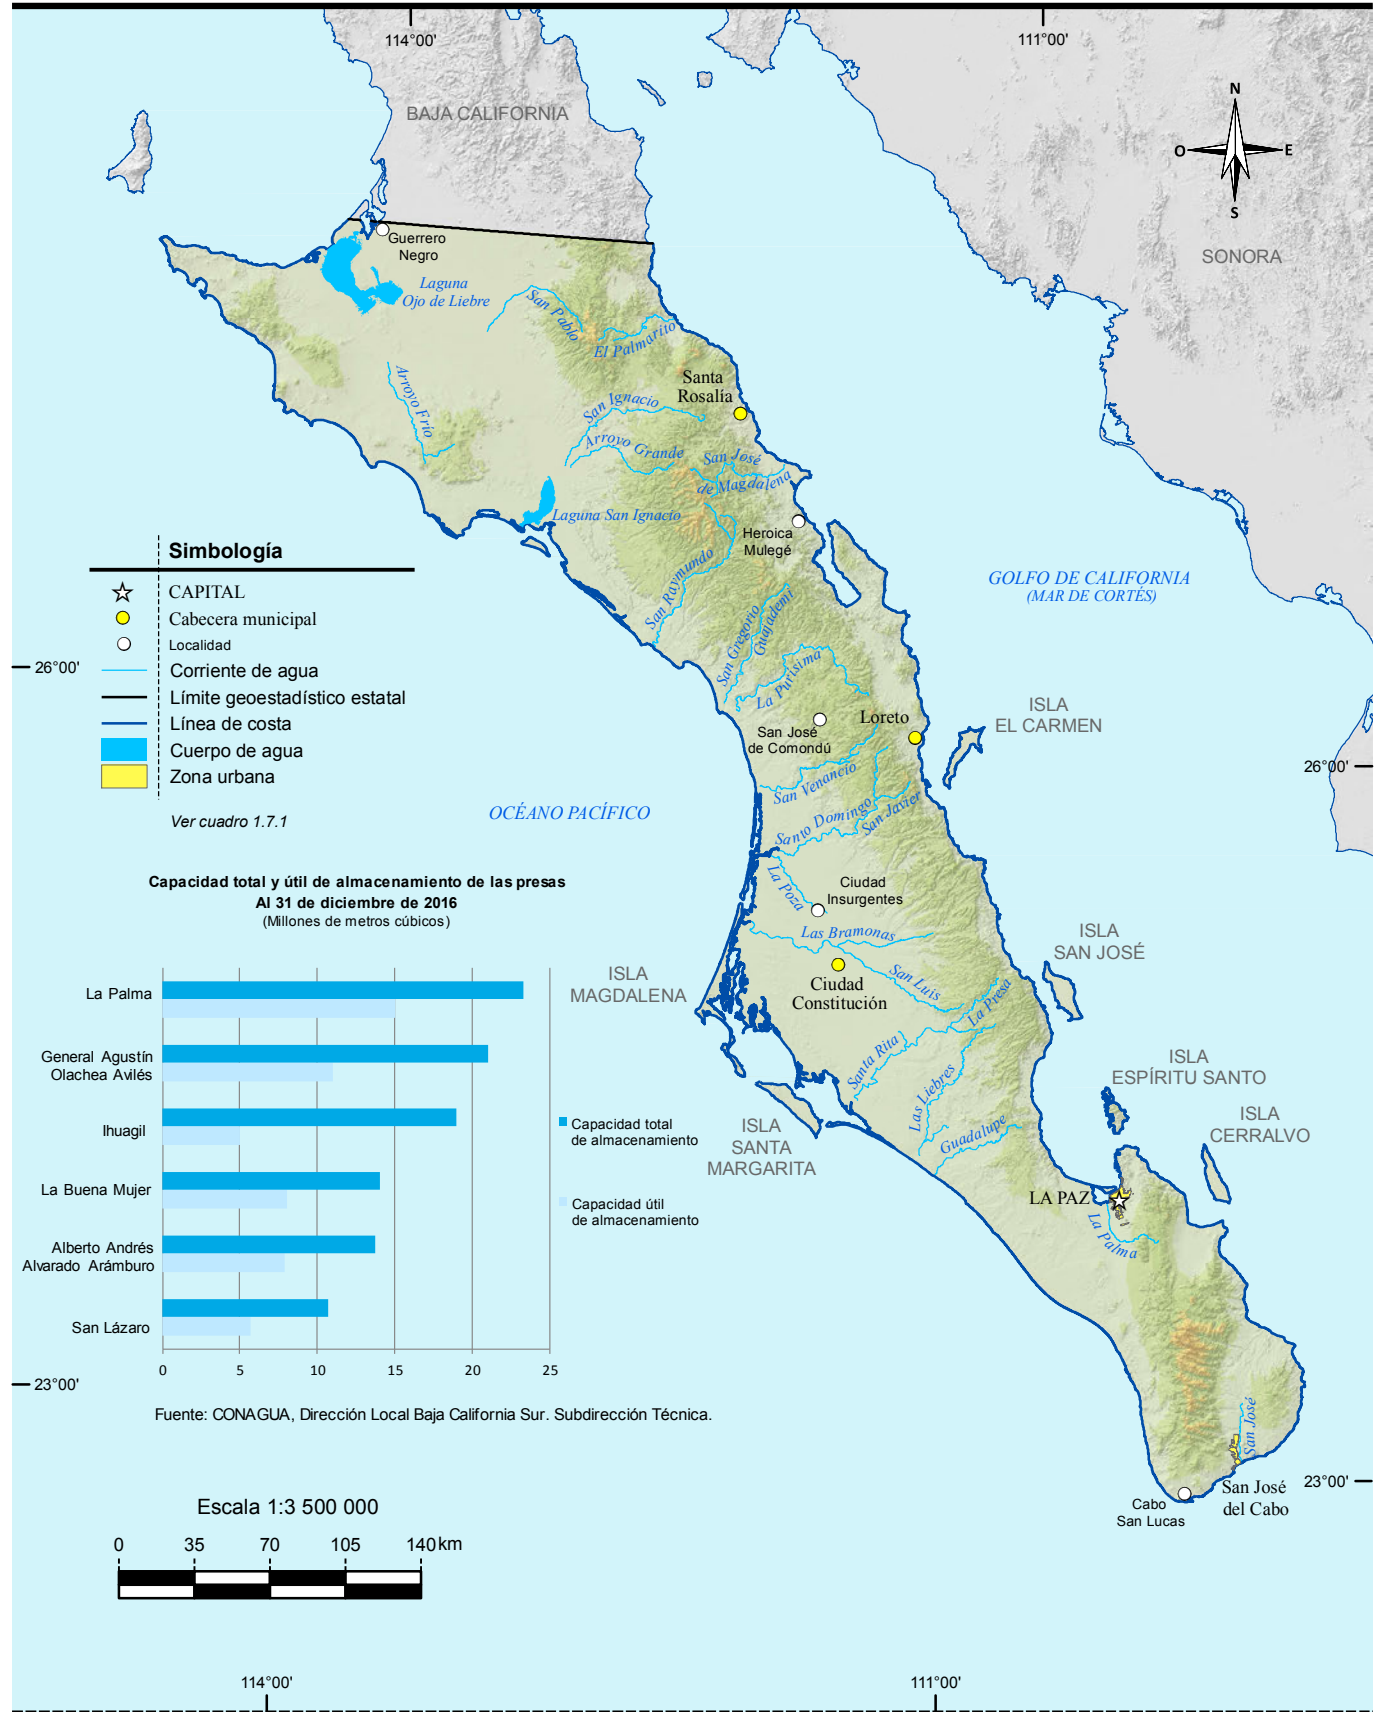 114°00'
111°00'
BAJA CALIFORNIA
N
O
E
S
SONORA
Guerrero
Negro
Laguna
Ojo de Liebre
San Pablo
El Palmarito
Arroyo Frío
Santa
Rosalía
San Ignacio
Arroyo Grande
San José
de Magdalena
Laguna San Ignacio
Heroica
Mulegé
San Raymundo
San Gregorio
Guajademí
La Purísima
GOLFO DE CALIFORNIA
(MAR DE CORTÉS)
Simbología
CAPITAL
Cabecera municipal
Localidad
Corriente de agua
Límite geoestadístico estatal
Línea de costa
Cuerpo de agua
Zona urbana
Ver cuadro 1.7.1
26°00'
26°00'
ISLA
EL CARMEN
Loreto
San José
de Comondú
San Venancio
Santo Domingo
San Javier
OCÉANO PACÍFICO
La Poza
Ciudad
Insurgentes
Las Bramonas
San Luis
Ciudad
Constitución
La Presa
Santa Rita
Las Liebres
Guadalupe
ISLA
MAGDALENA
ISLA
SAN JOSÉ
ISLA
ESPÍRITU SANTO
ISLA
CERRALVO
ISLA
SANTA
MARGARITA
LA PAZ
La Palma
San José
San José
del Cabo
Cabo
San Lucas
23°00'
23°00'
Capacidad total y útil de almacenamiento de las presas
Al 31 de diciembre de 2016
(Millones de metros cúbicos)
La Palma
General Agustín
Olachea Avilés
Ihuagil
La Buena Mujer
Alberto Andrés
Alvarado Arámburo
San Lázaro
0 5 10 15 20 25
Capacidad total
de almacenamiento
Capacidad útil
de almacenamiento
Fuente: CONAGUA, Dirección Local Baja California Sur. Subdirección Técnica.
Escala 1:3 500 000
0 35 70 105 140 km
114°00'
111°00'